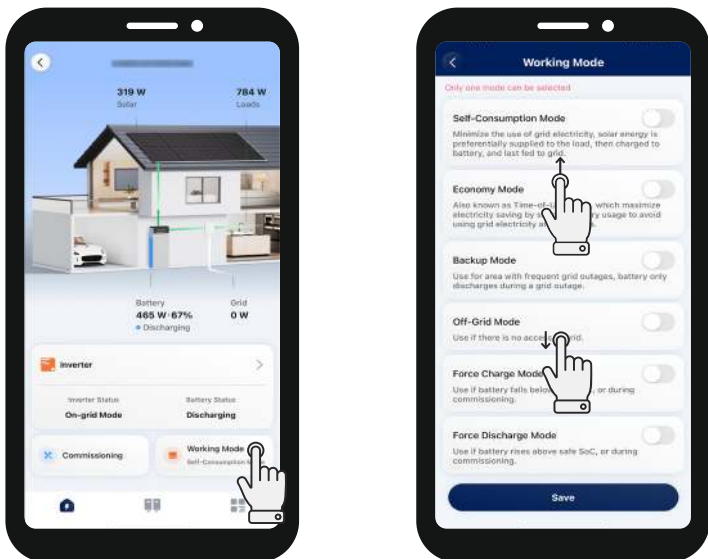 319 W
Solar
784 W
Loads
Battery
465 W·67%
Discharging
Grid
0 W
Inverter
Inverter Status
On-grid Mode
Battery Status
Discharging
Commissioning
Working Mode
Self-Consumption
Working Mode
Only one mode can be selected
Self-Consumption Mode
Minimize the use of grid electricity, solar energy is
preferentially supplied to the load, then charged to
battery, and last fed to grid.
Economy Mode
Also known as which maximize
electricity saving by usage to avoid
using grid electricity
Backup Mode
Use for area with frequent grid outages, battery only
discharges during a grid outage.
Off-Grid Mode
Use if there is no
Force Charge Mode
Use if battery falls or during
commissioning.
Force Discharge Mode
Use if battery rises above safe SoC, or during
commissioning.
Save